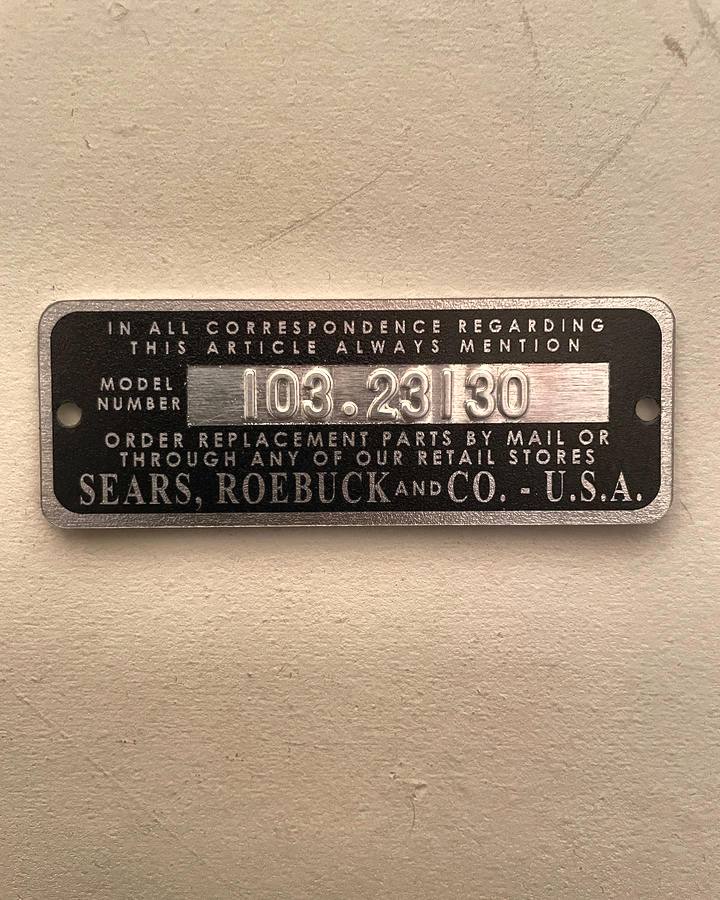 IN ALL CORRESPONDENCE REGARDING
THIS ARTICLE ALWAYS MENTION
MODEL NUMBER 103.23130
ORDER REPLACEMENT PARTS BY MAIL OR
THROUGH ANY OF OUR RETAIL STORES
SEARS, ROEBUCK AND CO. - U.S.A.